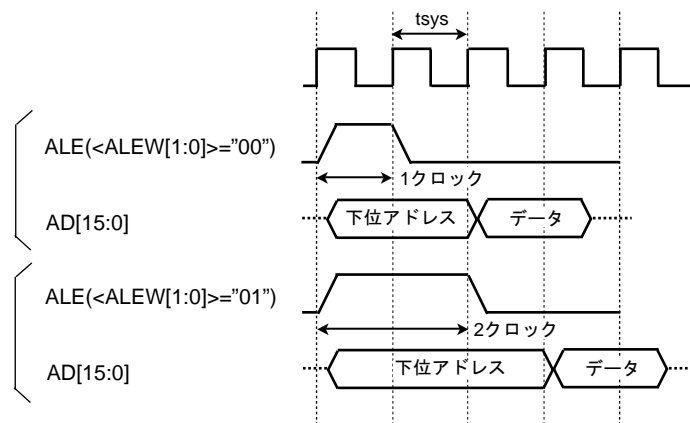 tsys
ALE(<ALEW[1:0]>="00")
1クロック
AD[15:0]
下位アドレス
データ
ALE(<ALEW[1:0]>="01")
2クロック
AD[15:0]
下位アドレス
データ